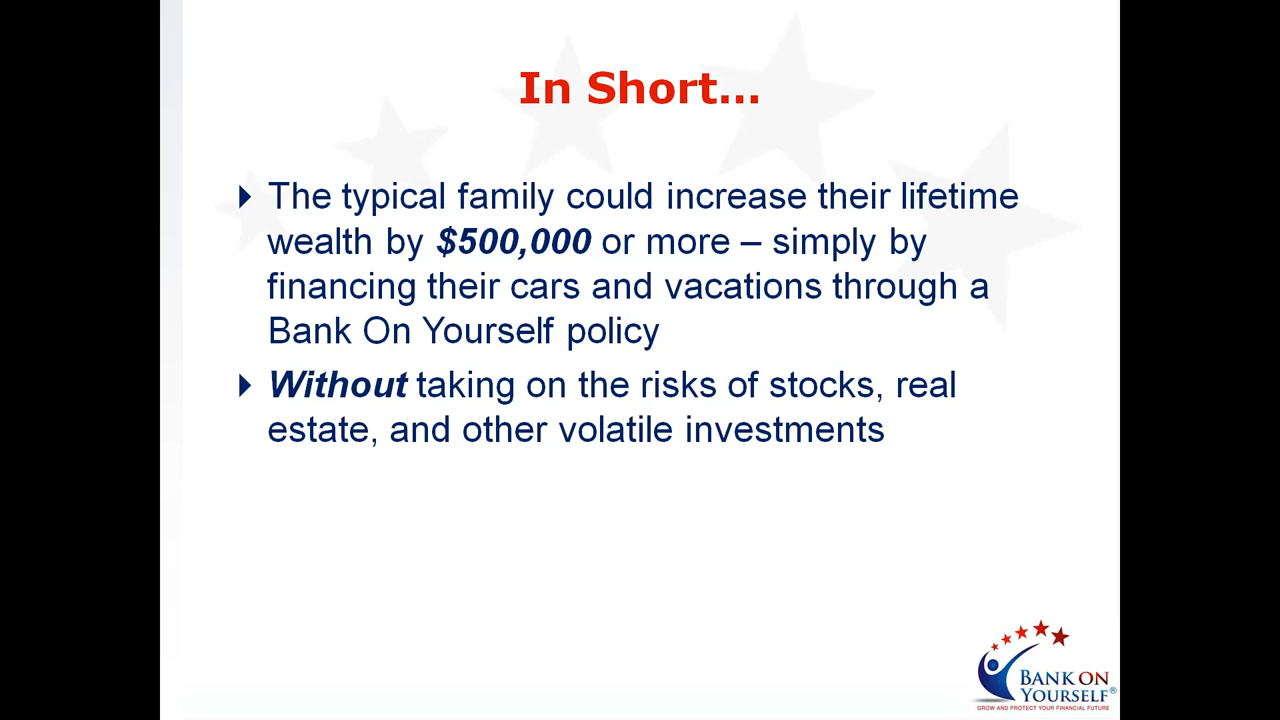 In Short...
The typical family could increase their lifetime
wealth by $500,000 or more – simply by
financing their cars and vacations through a
Bank On Yourself policy
Without taking on the risks of stocks, real
estate, and other volatile investments
BANK ON
YOURSELF®
GROW AND PROTECT YOUR FINANCIAL FUTURE